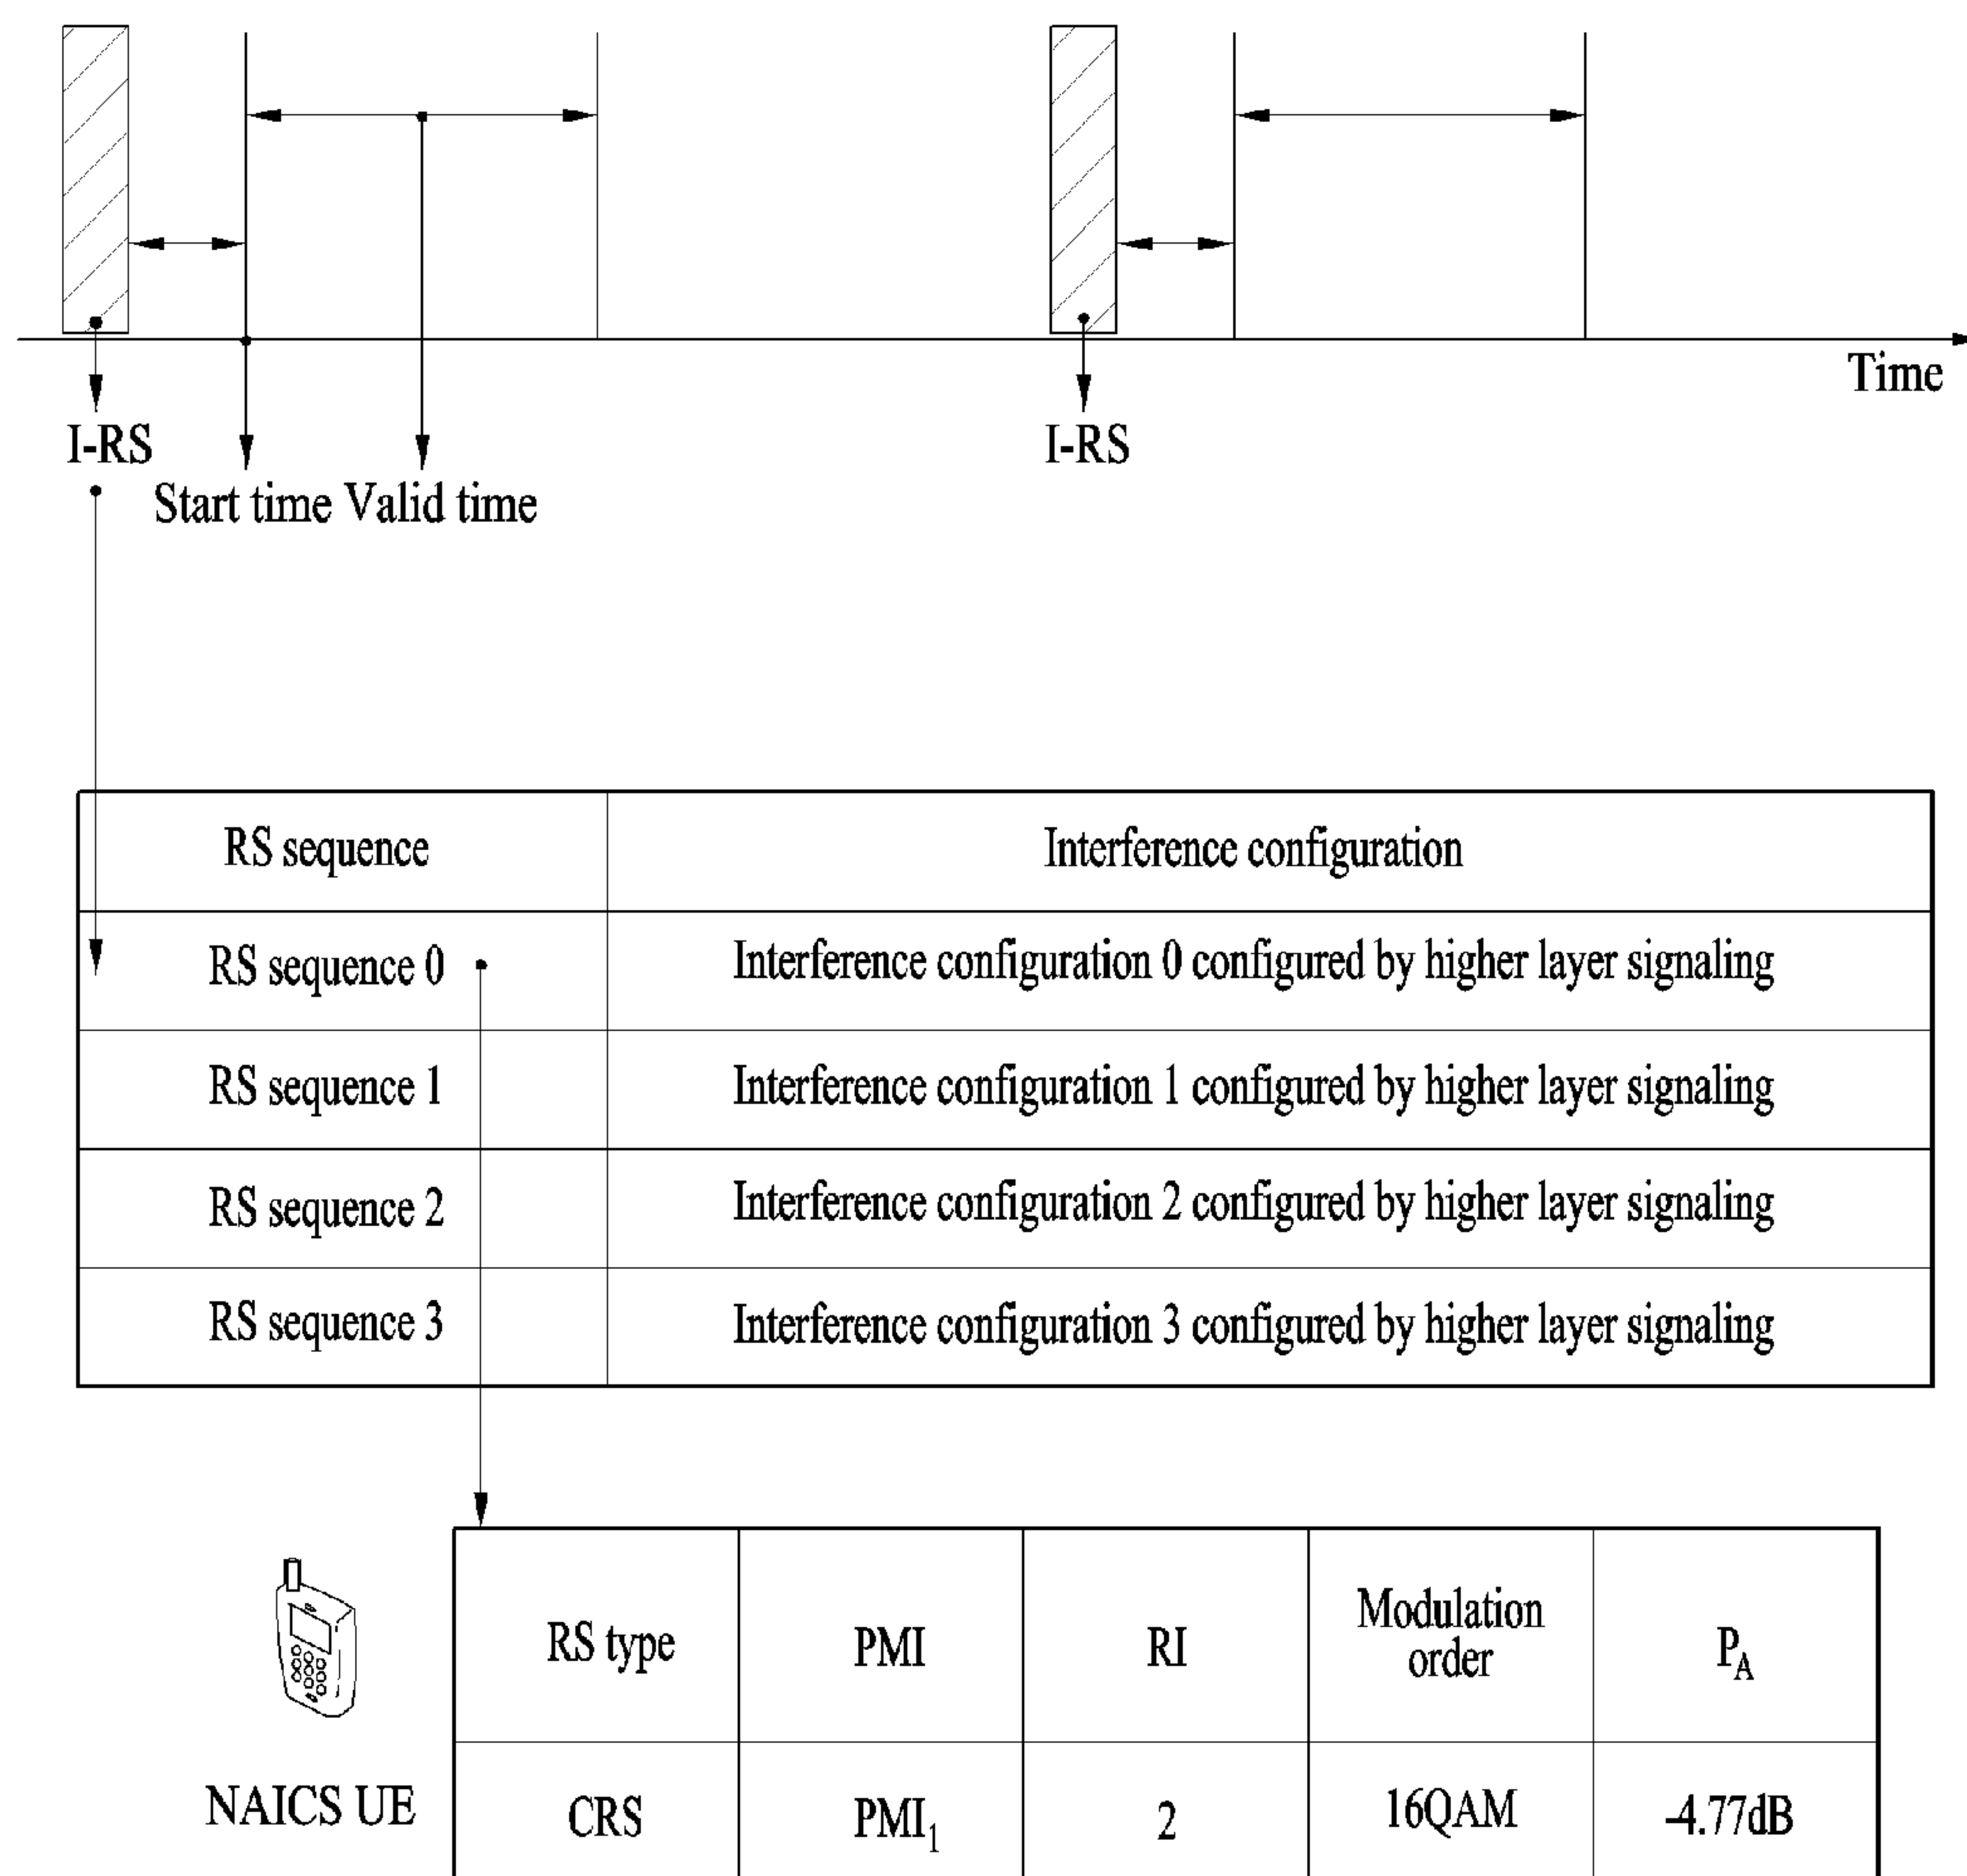 Time
I-RS
I-RS
Start time Valid time
RS sequence Interference configuration
RS sequence 0 Interference configuration 0 configured by higher layer signaling
RS sequence 1 Interference configuration 1 configured by higher layer signaling
RS sequence 2 Interference configuration 2 configured by higher layer signaling
RS sequence 3 Interference configuration 3 configured by higher layer signaling
RS type PMI RI Modulation order P_A
NAICS UE CRS PMI_1 2 16QAM -4.77dB